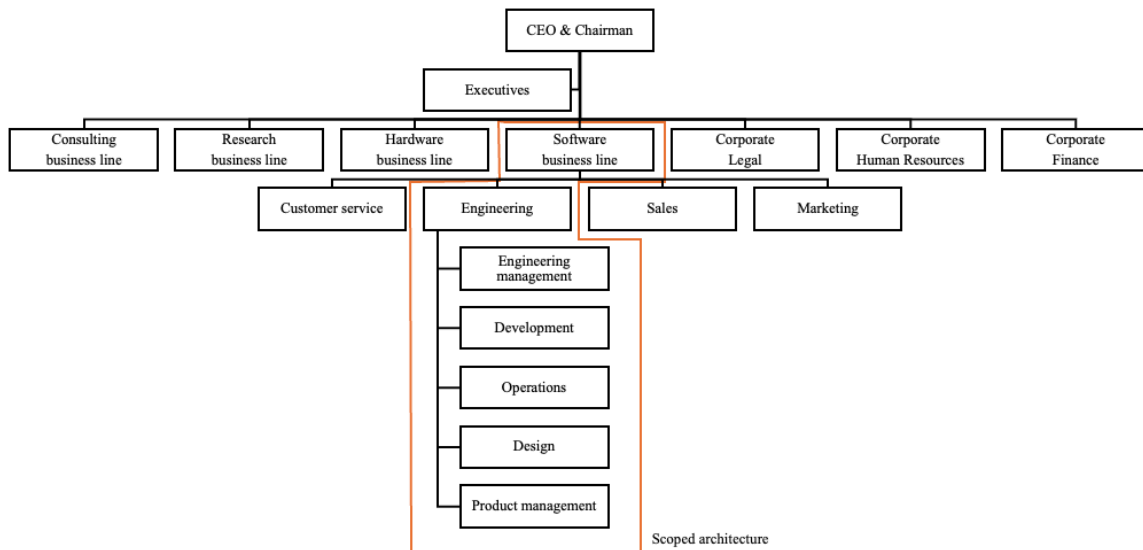 CEO & Chairman
Executives
Consulting
business line
Research
business line
Hardware
business line
Software
business line
Corporate
Legal
Corporate
Human Resources
Corporate
Finance
Customer service
Engineering
Sales
Marketing
Engineering
management
Development
Operations
Design
Product management
Scoped architecture